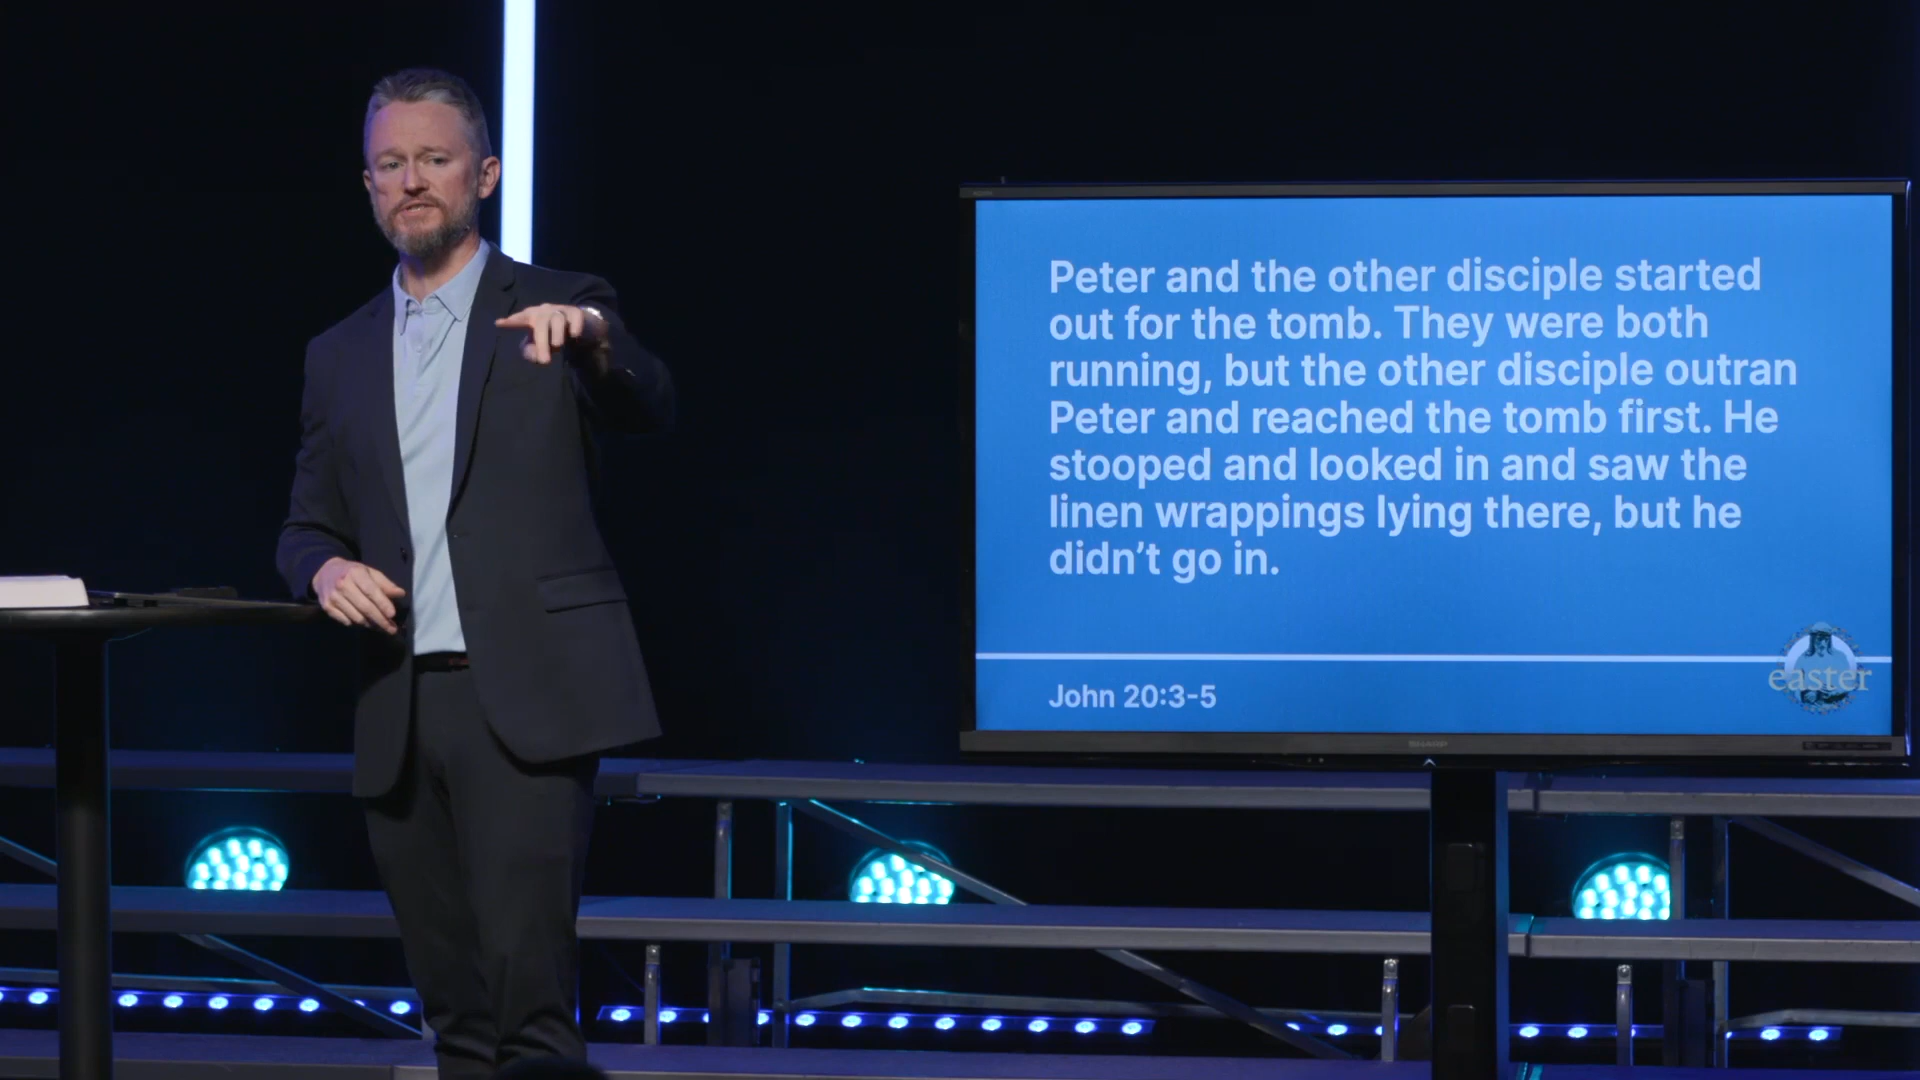 Peter and the other disciple started
out for the tomb. They were both
running, but the other disciple outran
Peter and reached the tomb first. He
stooped and looked in and saw the
linen wrappings lying there, but he
didn’t go in.
easter
John 20:3-5
SHARP